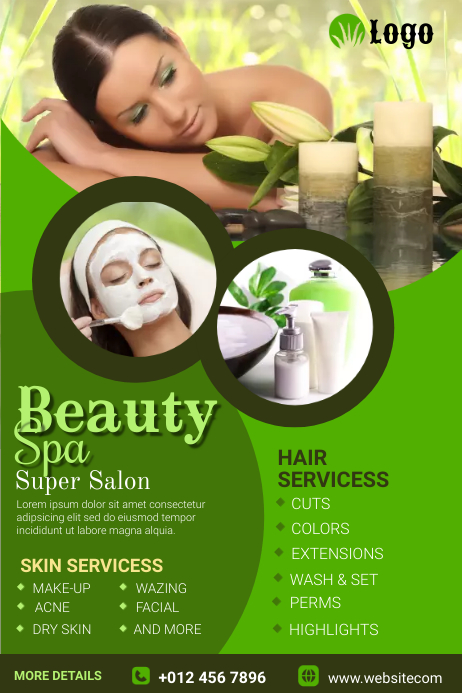 Logo
Beauty
Spa
Super Salon
Lorem ipsum dolor sit amet consectetur
adipiscing elit sed do eiusmod tempor
incididunt ut labore magna alquia.
SKIN SERVICESS
MAKE-UP
WAZING
ACNE
FACIAL
DRY SKIN
AND MORE
HAIR
SERVICESS
CUTS
COLORS
EXTENSIONS
WASH & SET
PERMS
HIGHLIGHTS
MORE DETAILS
+012 456 7896
www.websitecom